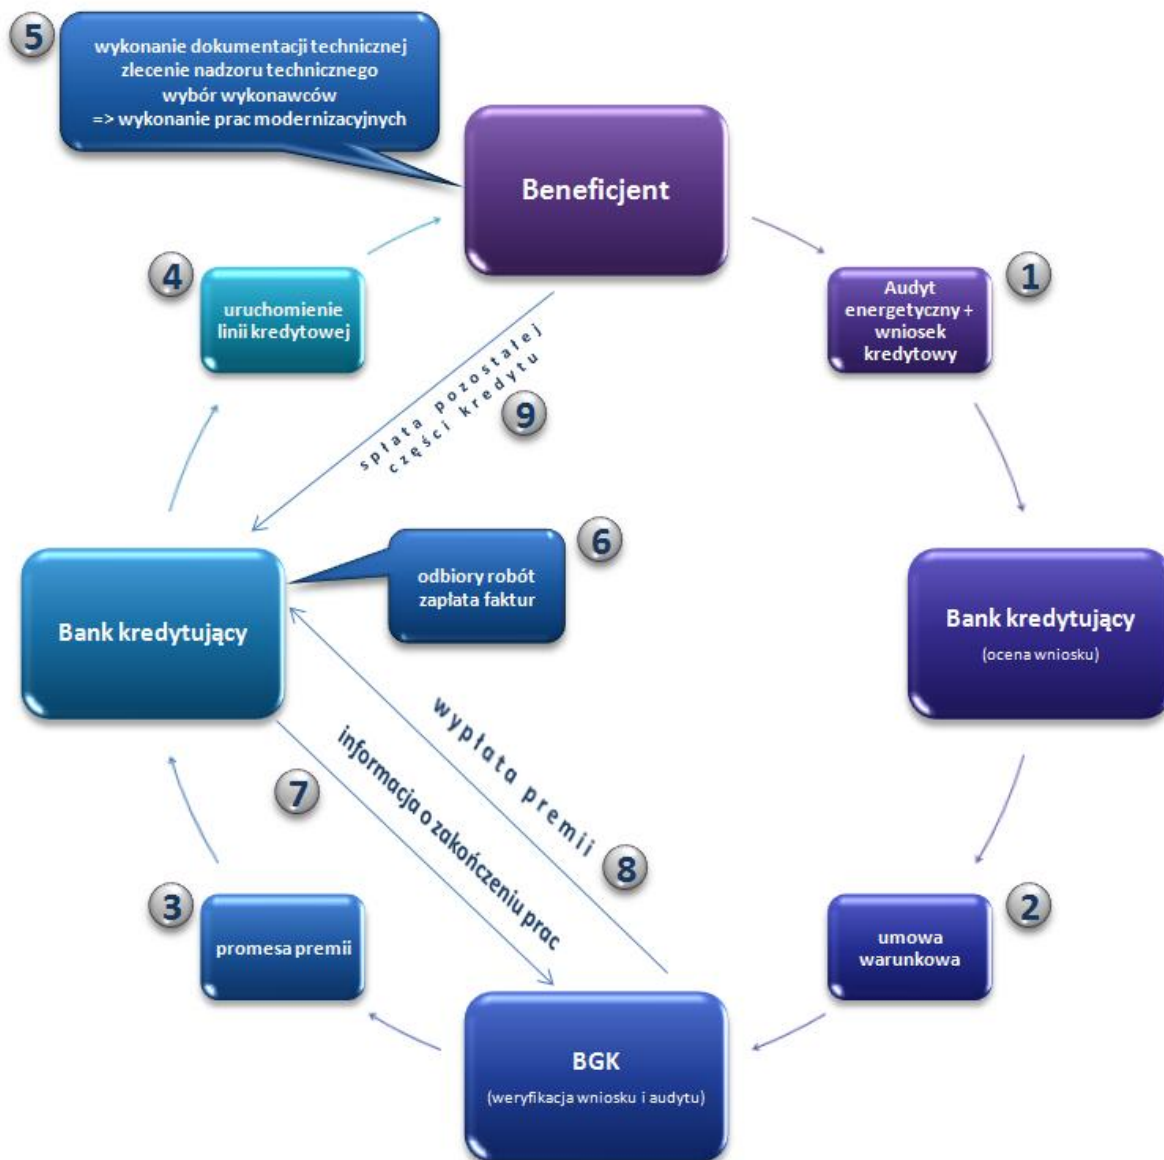 5
wykonanie dokumentacji technicznej
zlecenie nadzoru technicznego
wybór wykonawców
=> wykonanie prac modernizacyjnych
Beneficjent
4
uruchomienie
linii kredytowej
1
Audyt
energetyczny +
wniosek
kredytowy
spłata pozostałej
części kredytu
9
6
odbiory robót
zapłata faktur
Bank kredytujący
Bank kredytujący
(ocena wniosku)
wypłata premii
8
7
informacja o zakończeniu prac
3
promesa premii
2
umowa
warunkowa
BGK
(weryfikacja wniosku i audytu)